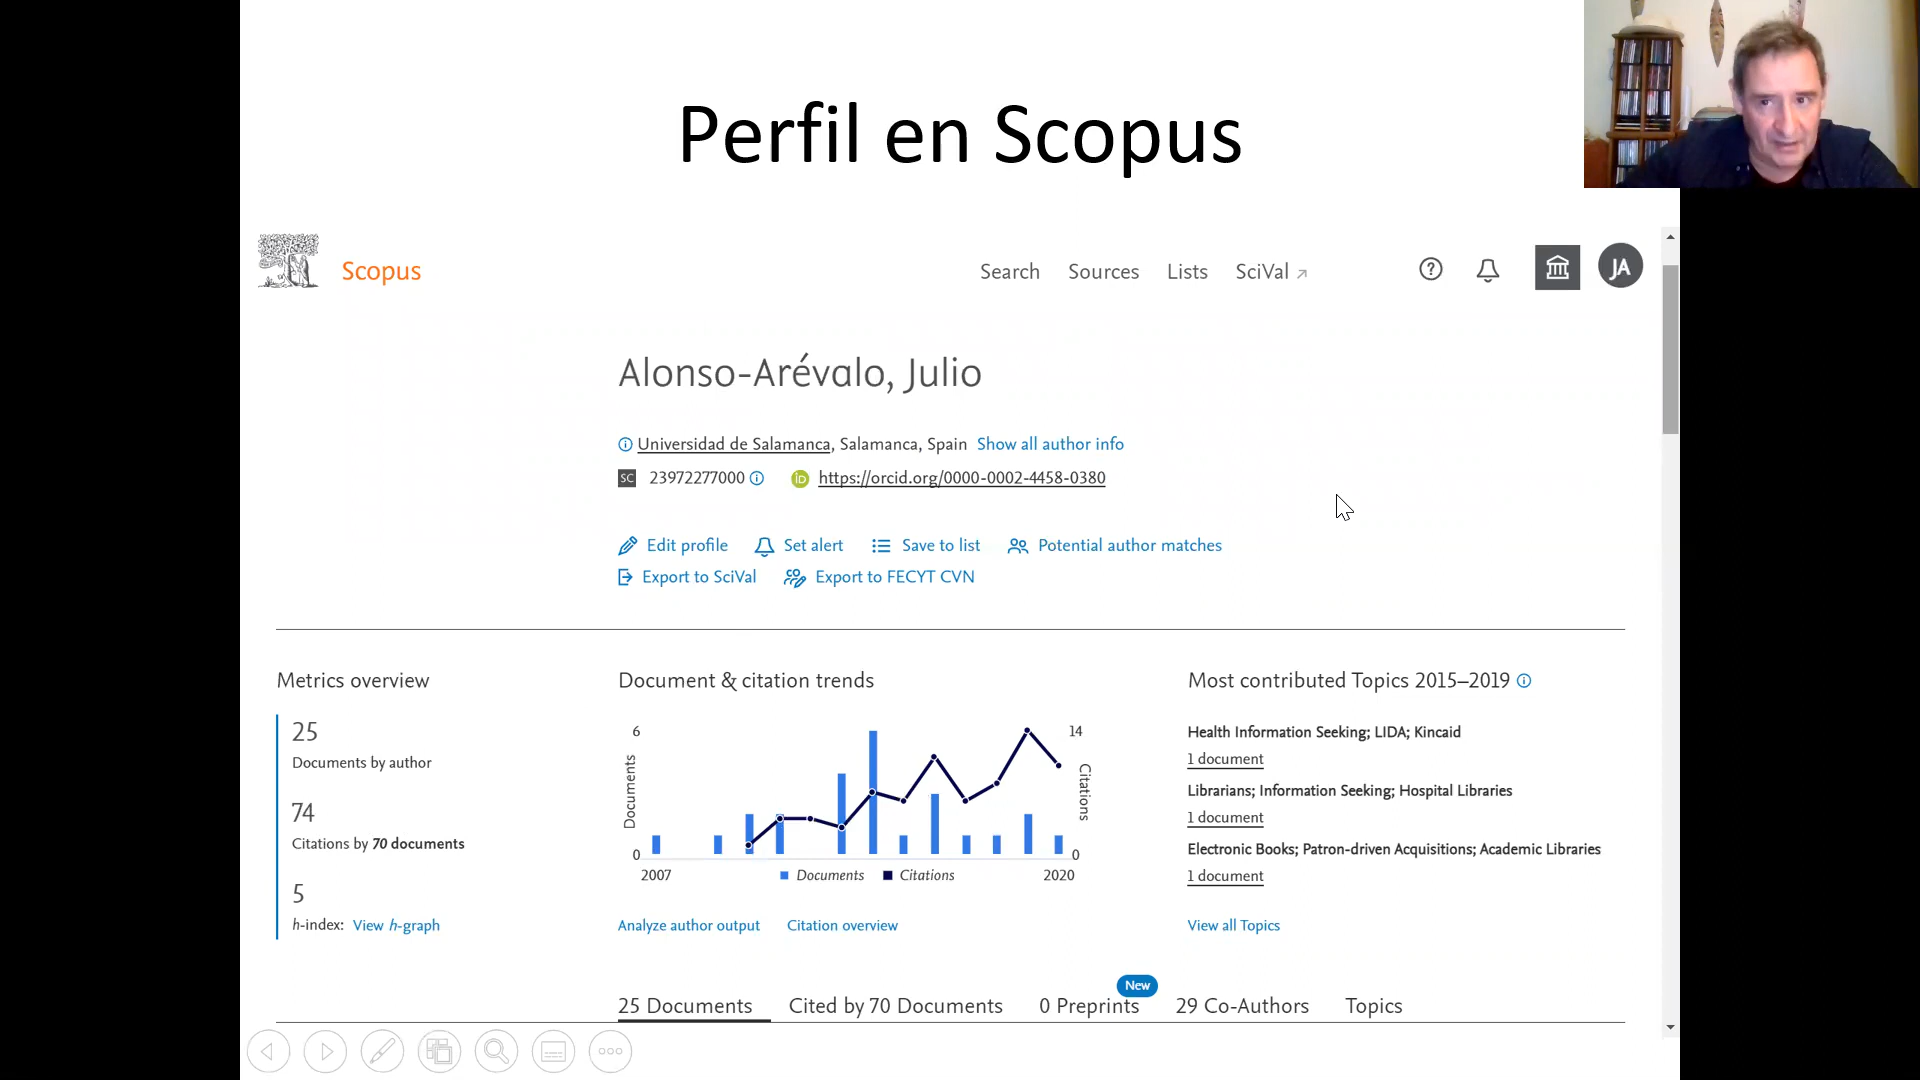 Perfil en Scopus
Scopus
Search Sources Lists SciVal ↗
JA
Alonso-Arévalo, Julio
Universidad de Salamanca, Salamanca, Spain Show all author info
SC 23972277000 iD https://orcid.org/0000-0002-4458-0380
Edit profile Set alert Save to list Potential author matches
Export to SciVal Export to FECYT CVN
Metrics overview
25
Documents by author
74
Citations by 70 documents
5
h-index: View h-graph
Document & citation trends
6 14
Documents
Citations
0 0
2007 2020
Documents Citations
Analyze author output Citation overview
Most contributed Topics 2015–2019
Health Information Seeking; LIDA; Kincaid
1 document
Librarians; Information Seeking; Hospital Libraries
1 document
Electronic Books; Patron-driven Acquisitions; Academic Libraries
1 document
View all Topics
New
25 Documents Cited by 70 Documents 0 Preprints 29 Co-Authors Topics